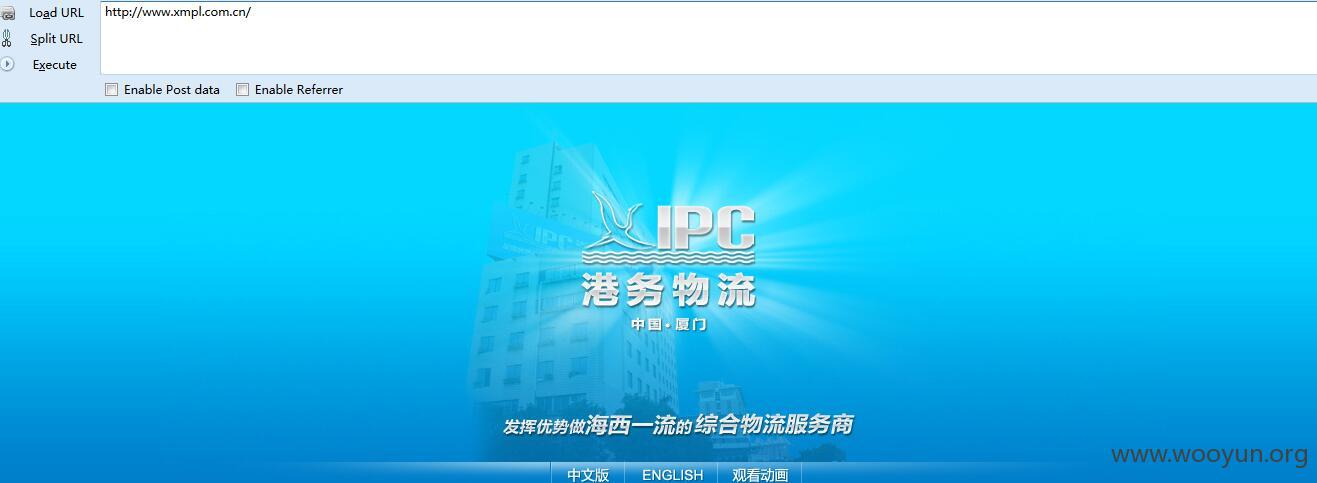 Load URL
http://www.xmpl.com.cn/
Split URL
Execute
Enable Post data
Enable Referrer
IPC
IPC
港务物流
中国·厦门
发挥优势做海西一流的综合物流服务商
www.wooyun.org
中文版
ENGLISH
观看动画